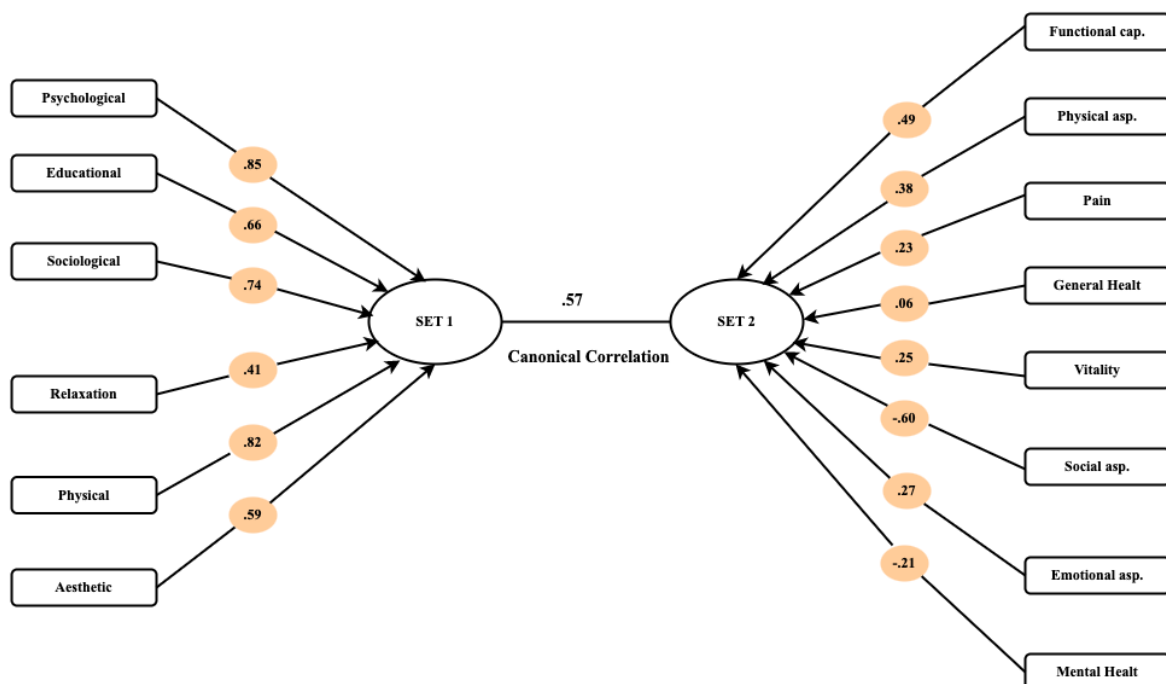 Psychological
Educational
Sociological
Relaxation
Physical
Aesthetic
.85
.66
.74
.41
.82
.59
SET 1
.57
Canonical Correlation
SET 2
.49
.38
.23
.06
.25
-.60
.27
-.21
Functional cap.
Physical asp.
Pain
General Healt
Vitality
Social asp.
Emotional asp.
Mental Healt